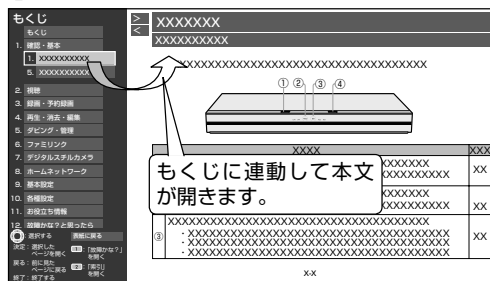 もくじ
もくじ
1. 確認・基本
1. XXXXXXXXXX
5. XXXXXXXXXX
2. 視聴
3. 録画・予約録画
4. 再生・消去・編集
5. ダビング・管理
6. ファミリンク
7. デジタルスチルカメラ
8. ホームネットワーク
9. 基本設定
10. 各種設定
11. お役立ち情報
12. 故障かな?と思ったら
:選択する
表紙に戻る
決定:選択したページを開く
:「故障かな?」を開く
戻る:前に見たページに戻る
:「索引」を開く
終了:終了する
>
<
XXXXXXX
XXXXXXXXXX
XXXXXXXXXXXXXXXXXXXXXXXXXXXXXXXXX
① ② ③ ④
XXXX
XXX
もくじに連動して本文
が開きます。
XXXXXXX
XXXXXXXXXX
XX
XXXXXX
XXXXXXXXXX
XX
③
XXXXXXXXXXXXXXXXXXXXXXXXXXXXXXXXX
・XXXXXXXXXXXXXXXXXXXXXXXXXXXXXXXXX
・XXXXXXXXXXXXXXXXXXXXXXXXXXXXXXXXX
・XXXXXXXXXXXXXXXXXXXXXXXXXXXXXXXXX
XX
X-X